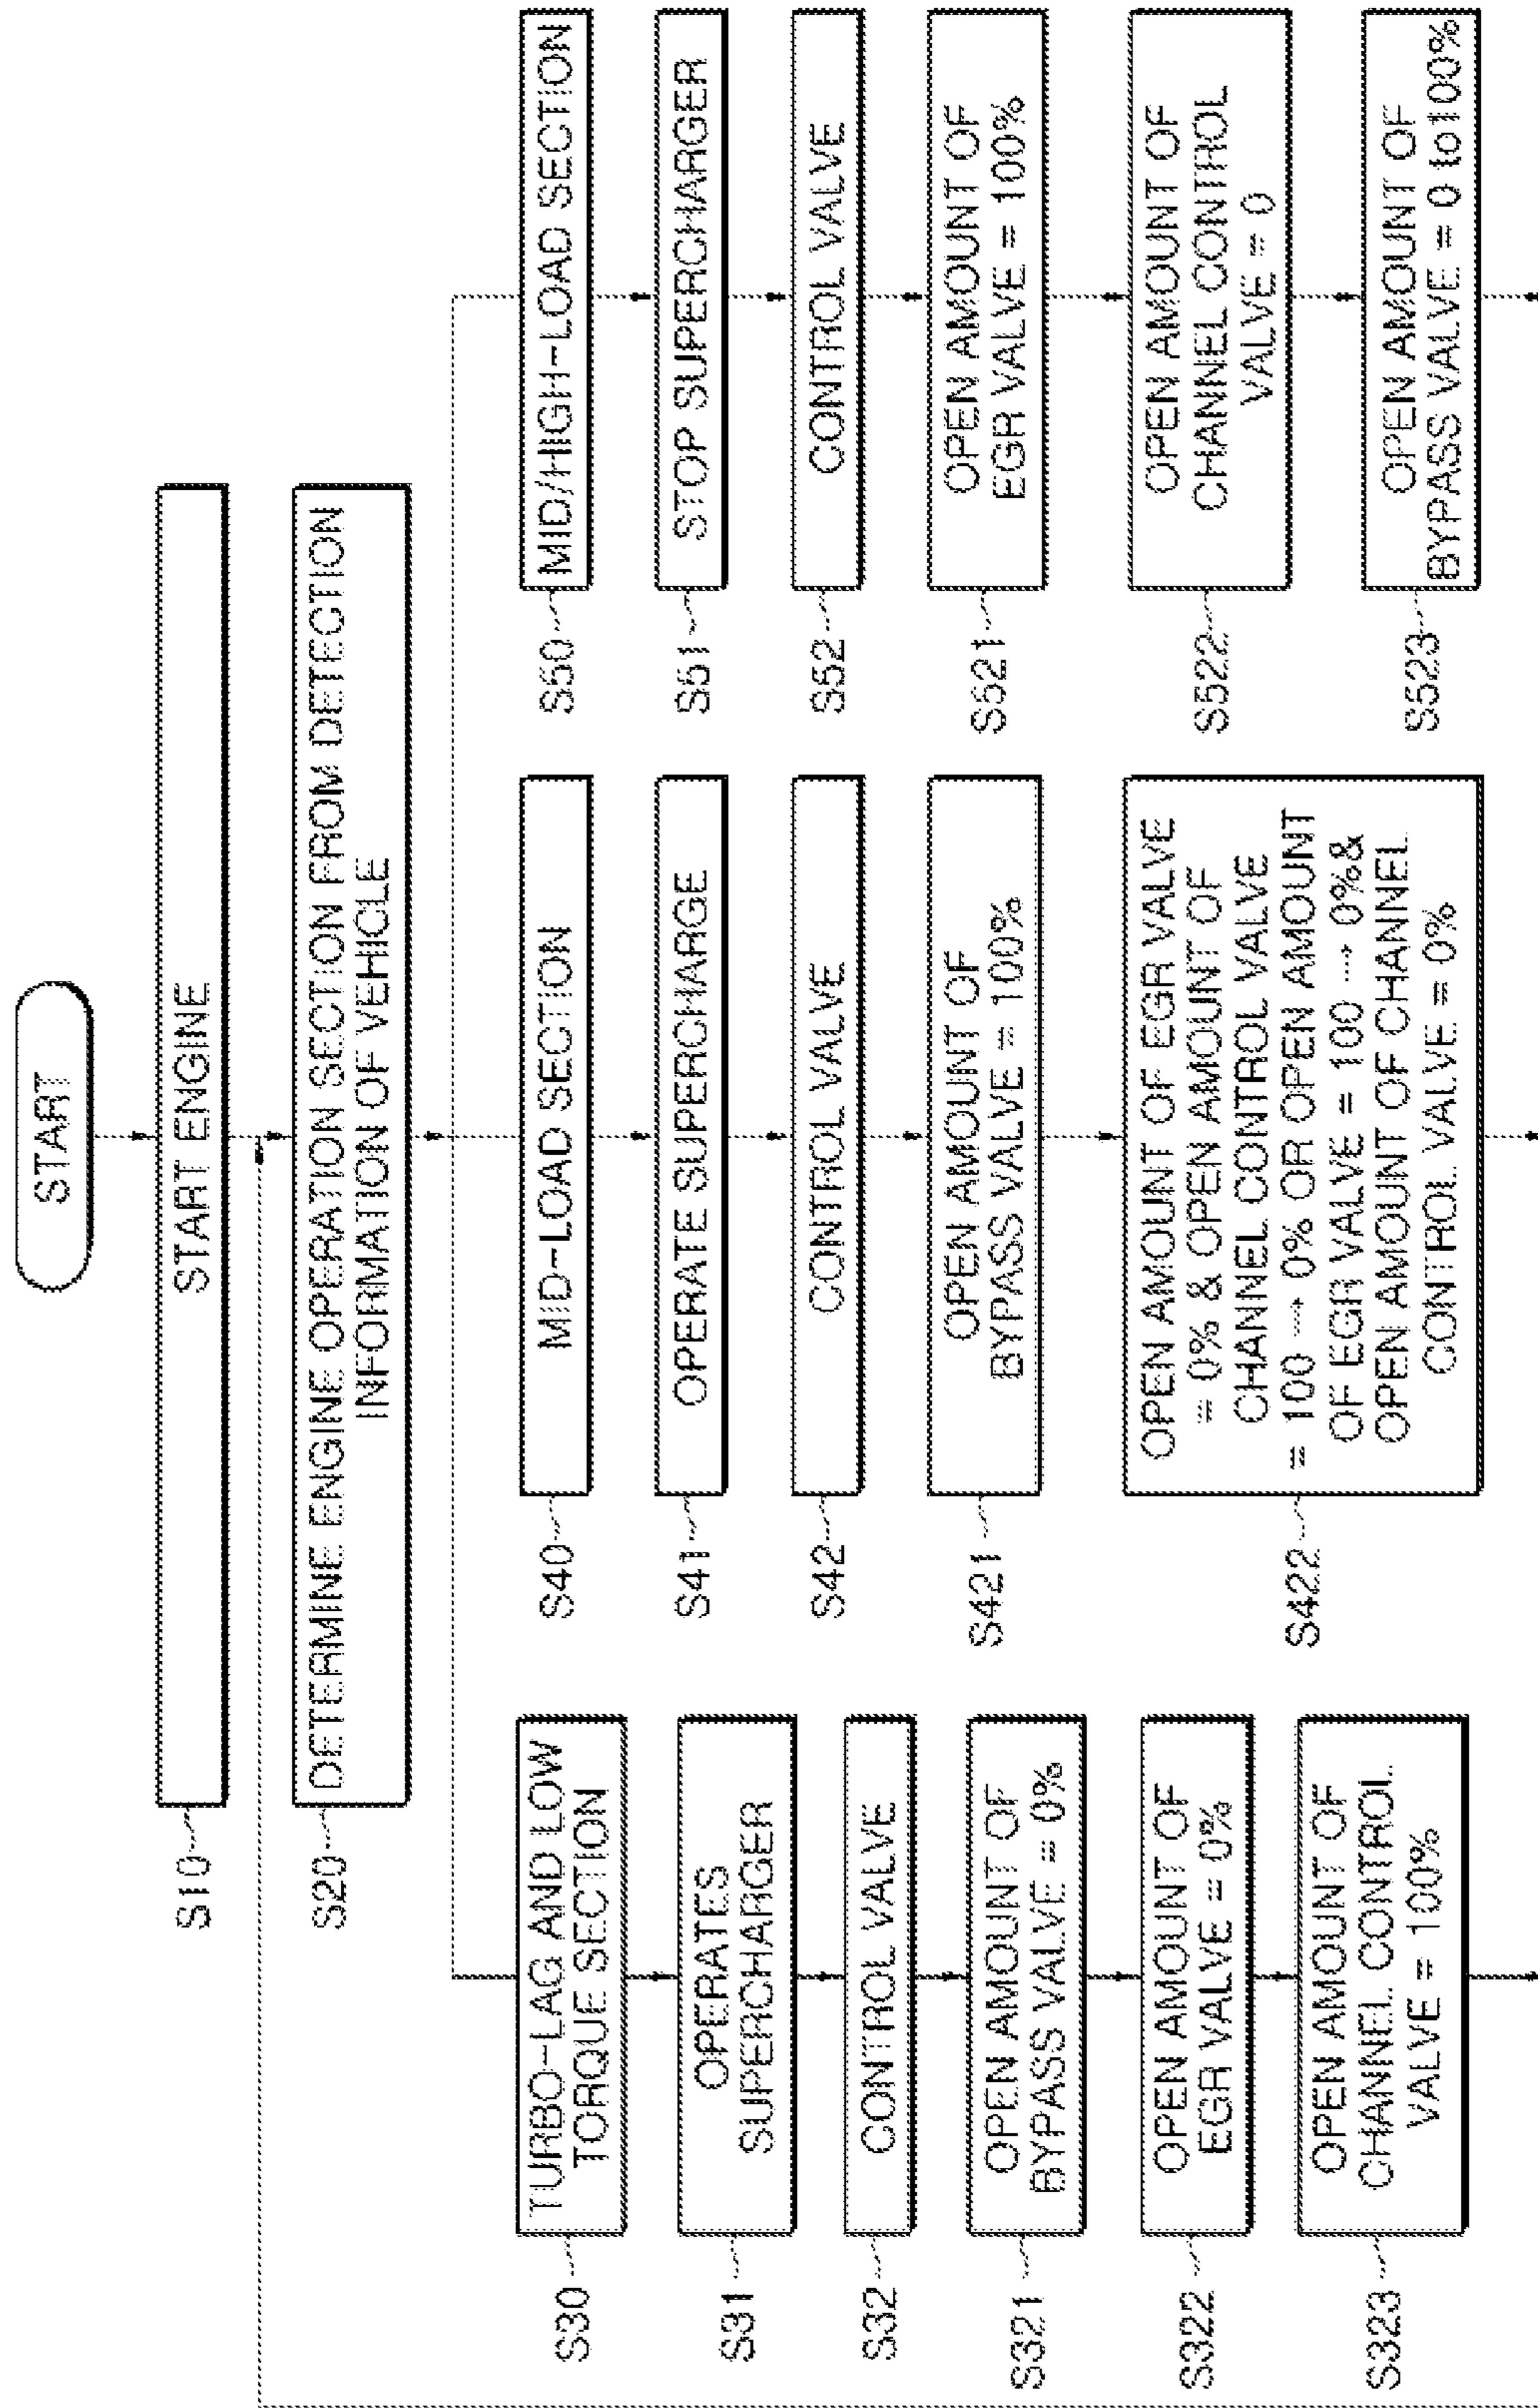 START
S10
START ENGINE
S20
DETERMINE ENGINE OPERATION SECTION FROM DETECTION
INFORMATION OF VEHICLE
S30
TURBO-LAG AND LOW
TORQUE SECTION
S31
OPERATES
SUPERCHARGER
S32
CONTROL VALVE
S321
OPEN AMOUNT OF
BYPASS VALVE = 0%
S322
OPEN AMOUNT OF
EGR VALVE = 0%
S323
OPEN AMOUNT OF
CHANNEL CONTROL
VALVE = 100%
S40
MID-LOAD SECTION
S41
OPERATE SUPERCHARGE
S42
CONTROL VALVE
S421
OPEN AMOUNT OF
BYPASS VALVE = 100%
S422
OPEN AMOUNT OF EGR VALVE
= 0% & OPEN AMOUNT OF
CHANNEL CONTROL VALVE
= 100 → 0% OR OPEN AMOUNT
OF EGR VALVE = 100 → 0%&
OPEN AMOUNT OF CHANNEL
CONTROL VALVE = 0%
S50
MID/HIGH-LOAD SECTION
S51
STOP SUPERCHARGER
S52
CONTROL VALVE
S521
OPEN AMOUNT OF
EGR VALVE = 100%
S522
OPEN AMOUNT OF
CHANNEL CONTROL
VALVE = 0
S523
OPEN AMOUNT OF
BYPASS VALVE = 0 to100%